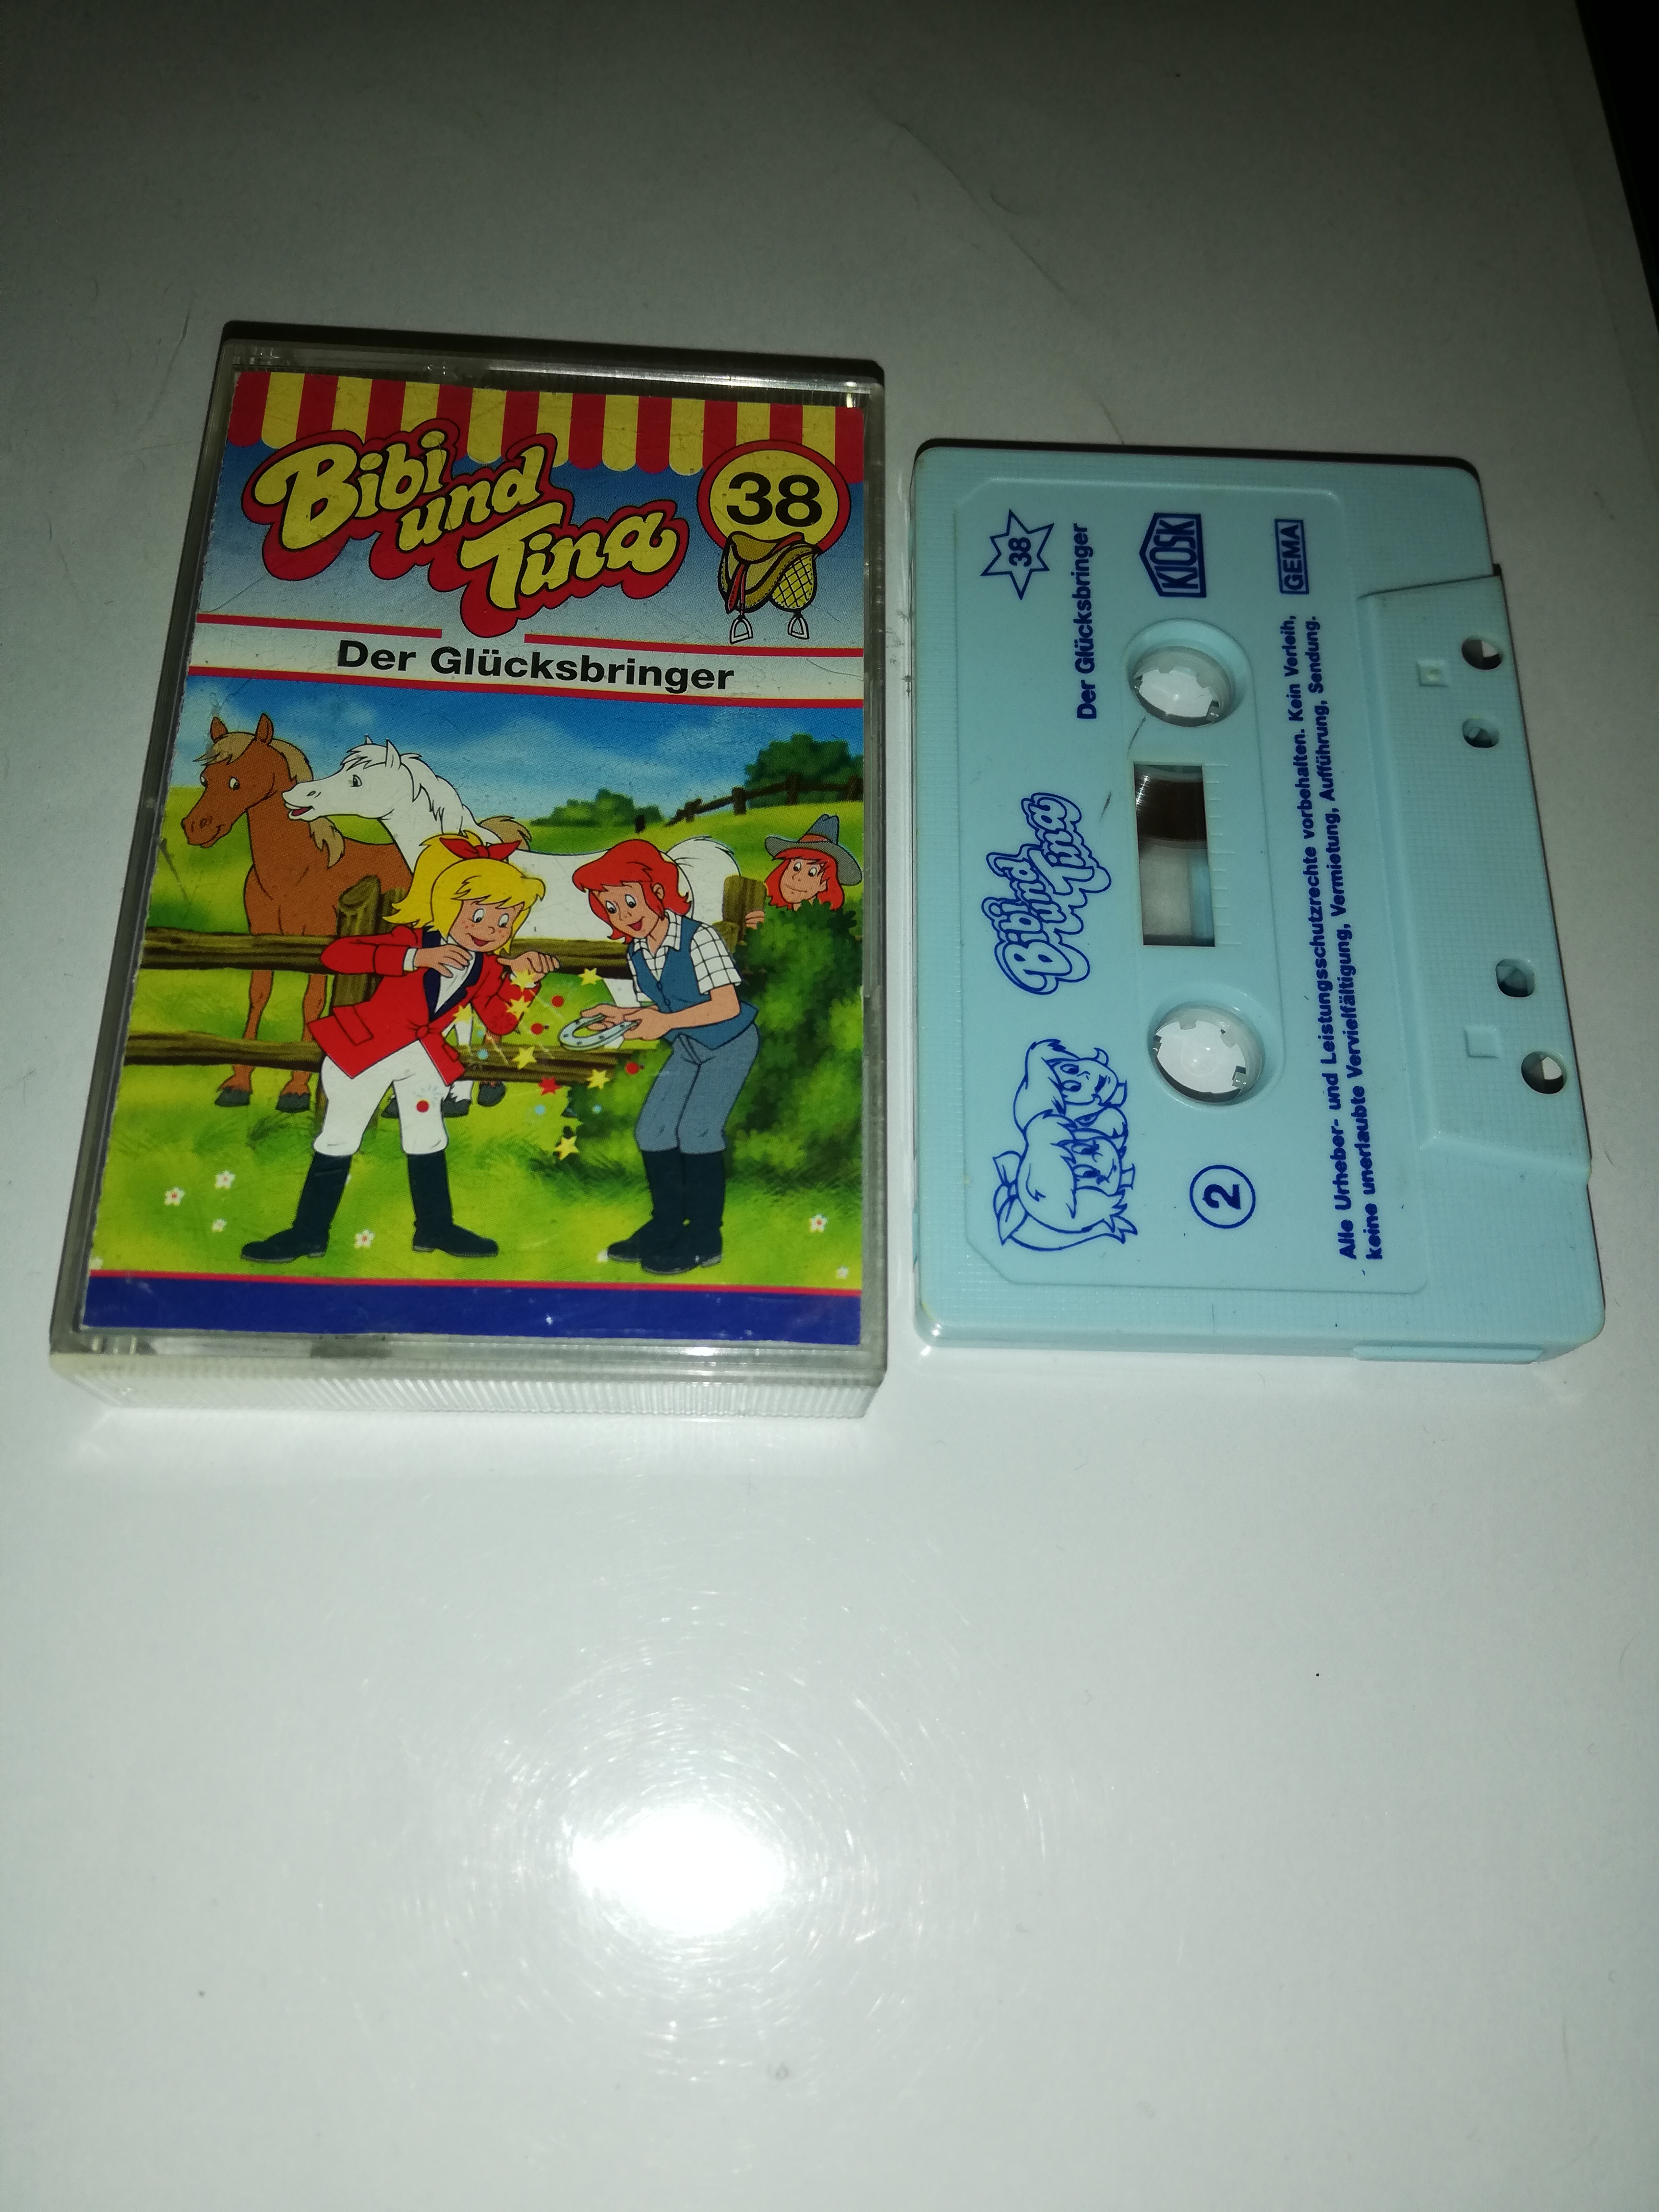 Bibi
und
Tina
38
Der Glücksbringer
38
Der Glücksbringer
KIOSK
GEMA
Bibi und
Tina
2
Alle Urheber- und Leistungsschutzrechte vorbehalten. Kein Verleih,
keine unerlaubte Vervielfältigung, Vermietung, Aufführung, Sendung.